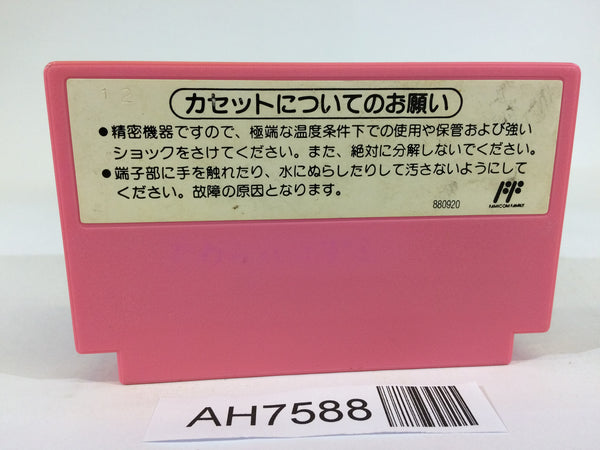 12
カセットについてのお願い
●精密機器ですので、極端な温度条件下での使用や保管および強い
ショックをさけてください。また、絶対に分解しないでください。
●端子部に手を触れたり、水にぬらしたりして汚さないようにして
ください。故障の原因となります。
880920
FAMICOM FAMILY
AH7588